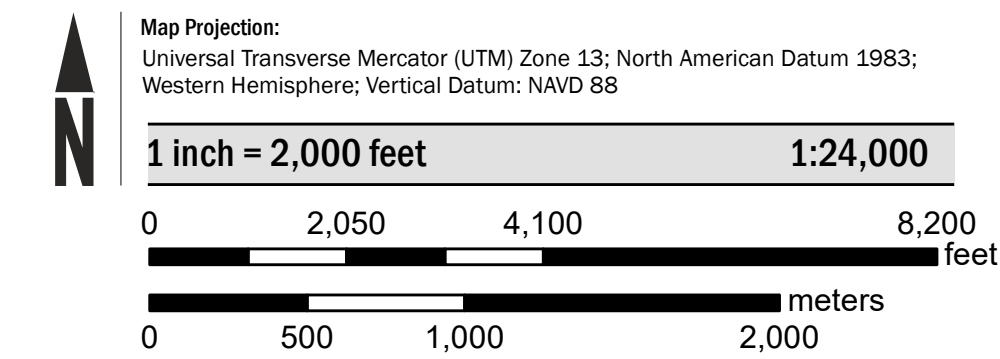 Map Projection:
Universal Transverse Mercator (UTM) Zone 13; North American Datum 1983;
Western Hemisphere; Vertical Datum: NAVD 88
N
1 inch = 2,000 feet 1:24,000
0 2,050 4,100 8,200
feet
meters
0 500 1,000 2,000